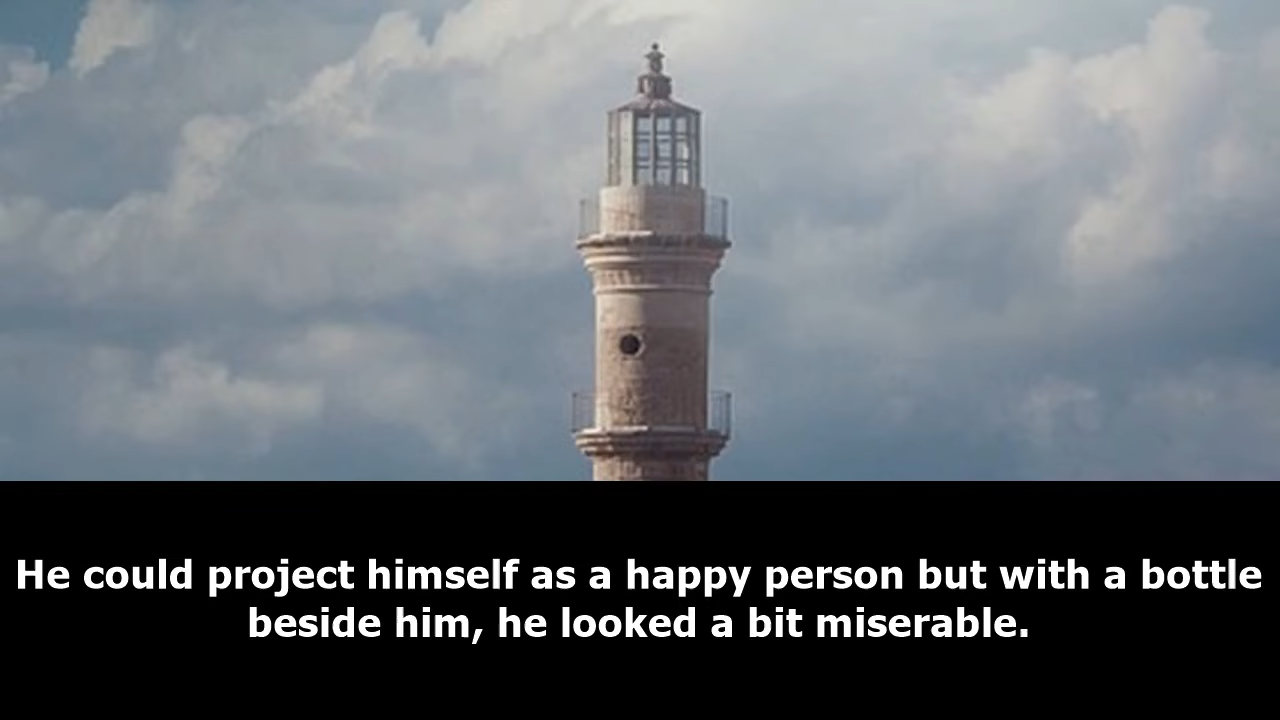 He could project himself as a happy person but with a bottle
beside him, he looked a bit miserable.